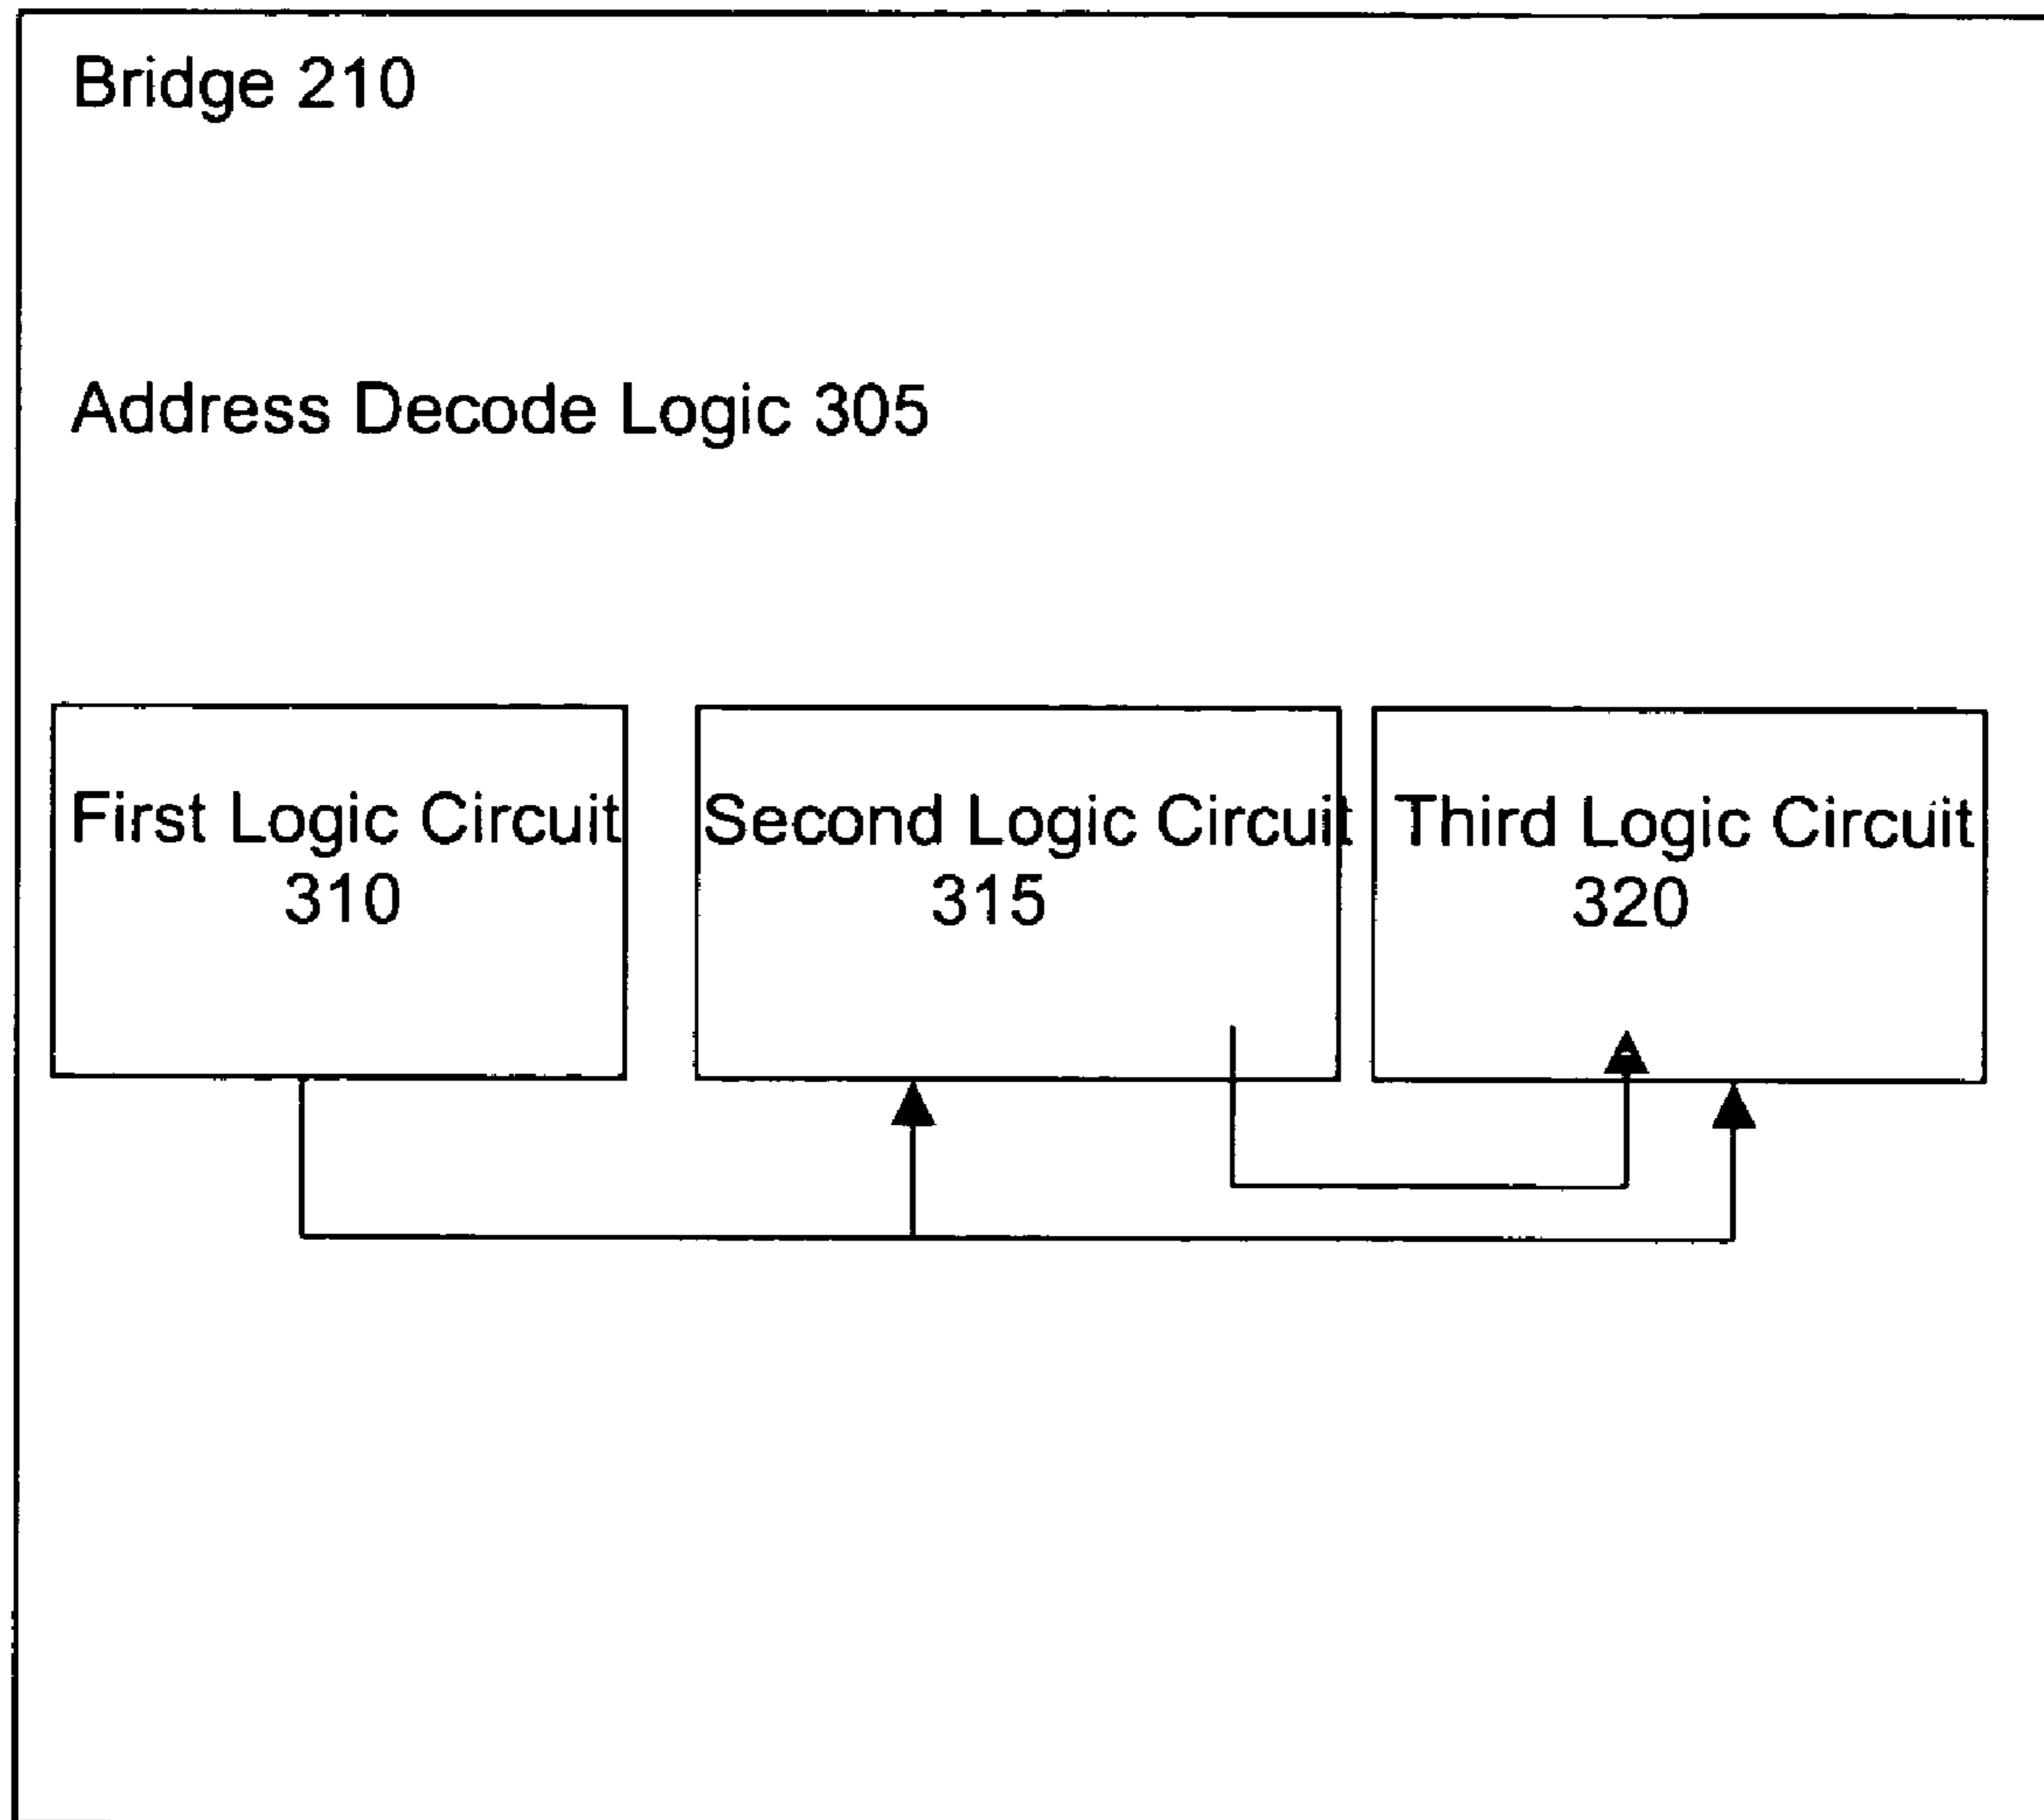 Bridge 210
Address Decode Logic 305
First Logic Circuit
310
Second Logic Circuit
315
Third Logic Circuit
320